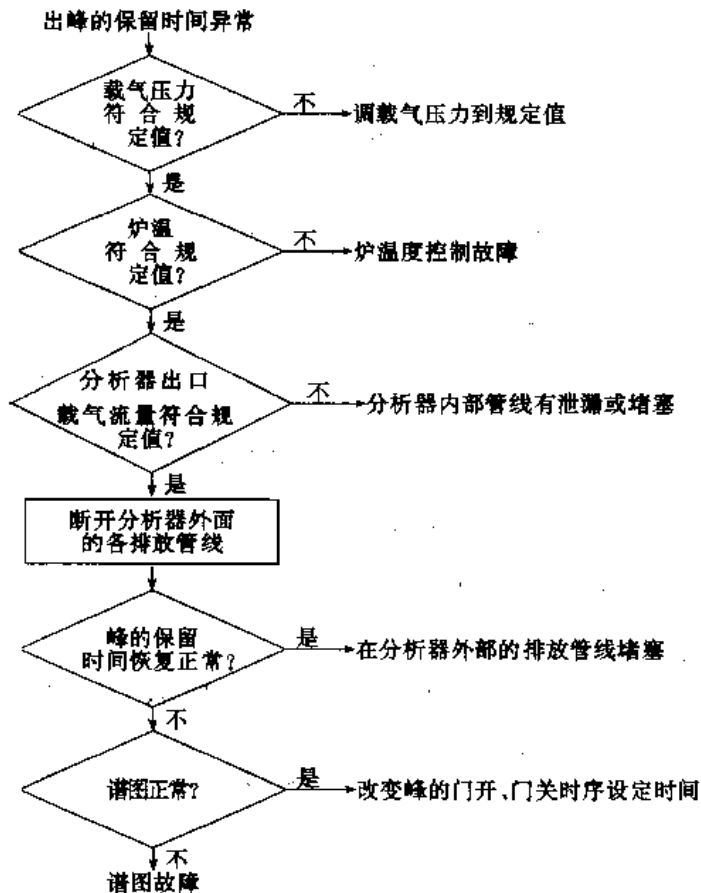 出峰的保留时间异常
载气压力
符合规
定值?
不
调载气压力到规定值
是
炉温
符合规
定值?
不
炉温度控制故障
是
分析器出口
载气流量符合规
定值?
不
分析器内部管线有泄漏或堵塞
是
断开分析器外面
的各排放管线
峰的保留
时间恢复正常?
是
在分析器外部的排放管线堵塞
不
谱图正常?
是
改变峰的门开、门关时序设定时间
不
谱图故障